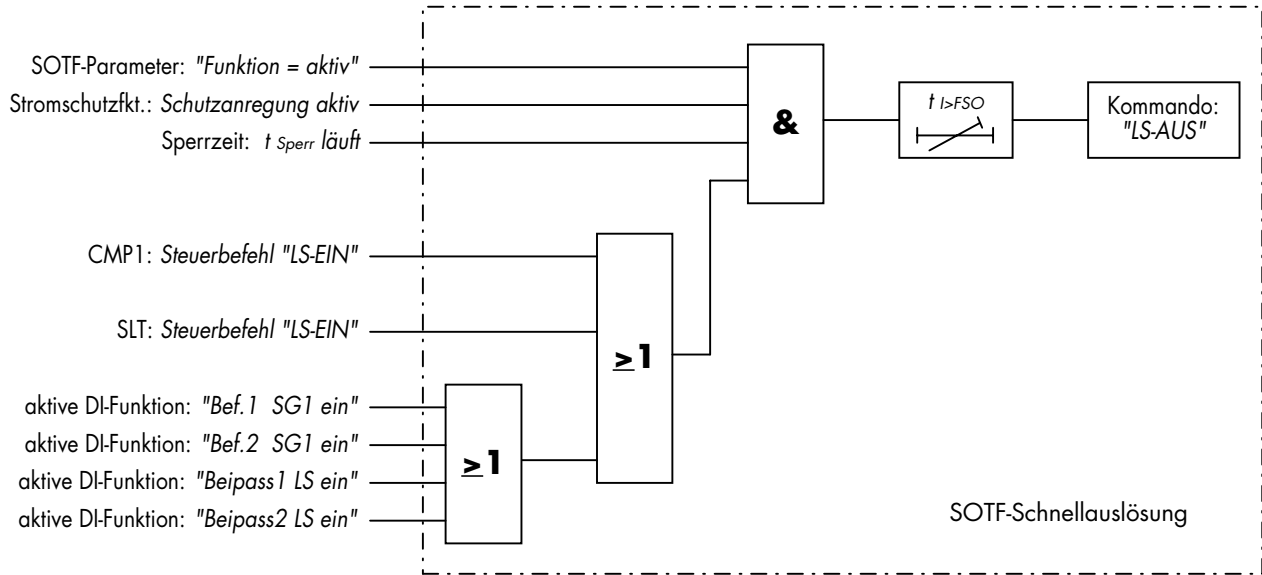 SOTF-Parameter: "Funktion = aktiv"
Stromschutzfkt.: Schutzanregung aktiv
Sperrzeit: t Sperr läuft
&
t I>FSO
Kommando:
"LS-AUS"
CMP1: Steuerbefehl "LS-EIN"
SLT: Steuerbefehl "LS-EIN"
≥1
aktive DI-Funktion: "Bef.1 SG1 ein"
aktive DI-Funktion: "Bef.2 SG1 ein"
aktive DI-Funktion: "Beipass1 LS ein"
aktive DI-Funktion: "Beipass2 LS ein"
≥1
SOTF-Schnellauslösung